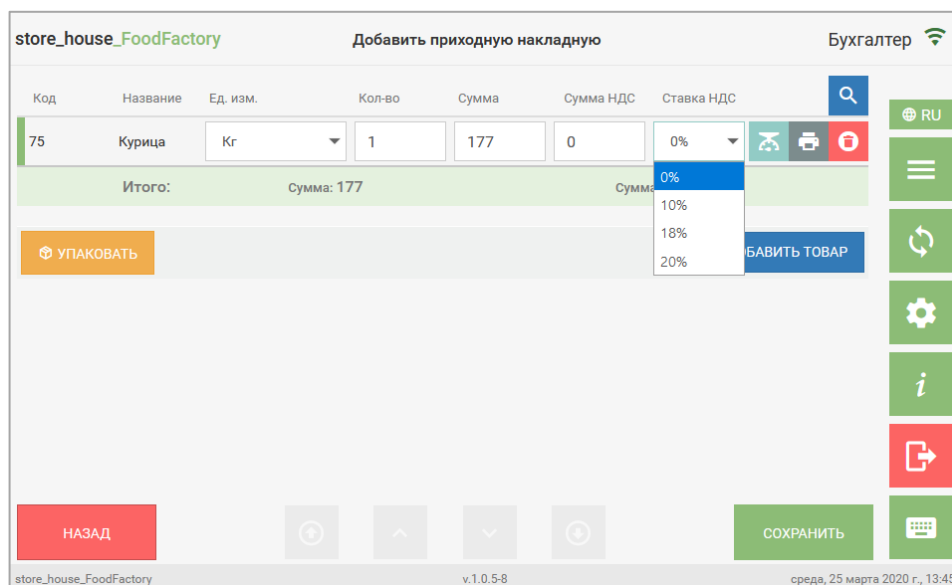 store_house_FoodFactory Добавить приходную накладную Бухгалтер
Код Название Ед. изм. Кол-во Сумма Сумма НДС Ставка НДС
RU
75 Курица Кг 1 177 0 0%
Итого: Сумма: 177 Сумма
0%
10%
18%
20%
УПАКОВАТЬ БАВИТЬ ТОВАР
i
НАЗАД СОХРАНИТЬ
store_house_FoodFactory v.1.0.5-8 среда, 25 марта 2020 г., 13:45